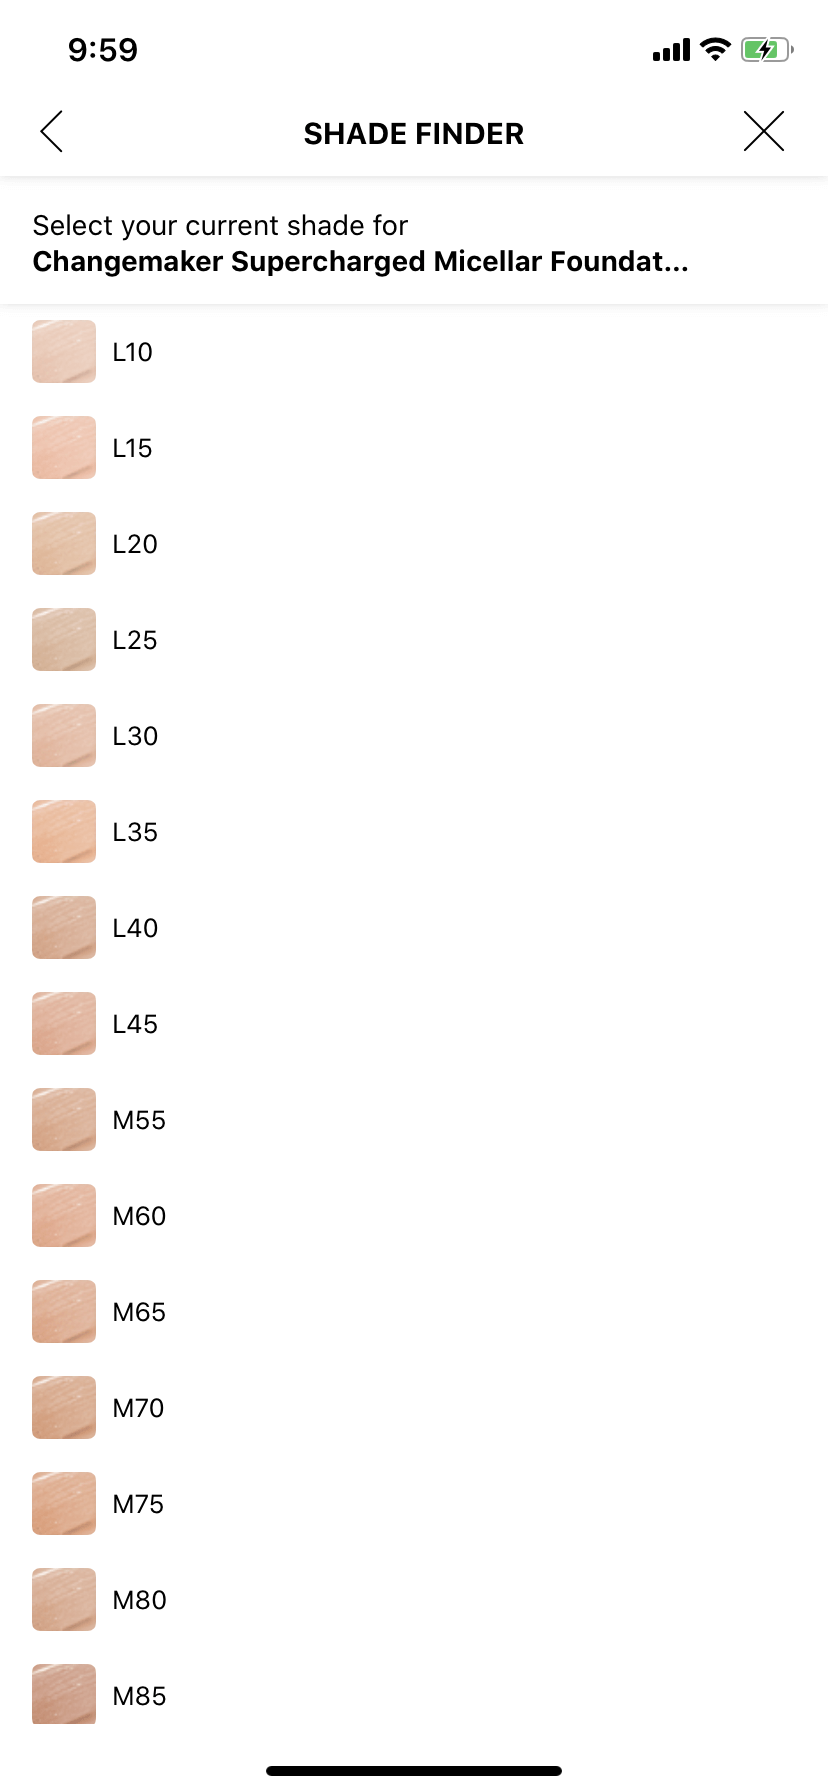 9:59
SHADE FINDER
Select your current shade for
Changemaker Supercharged Micellar Foundat...
L10
L15
L20
L25
L30
L35
L40
L45
M55
M60
M65
M70
M75
M80
M85